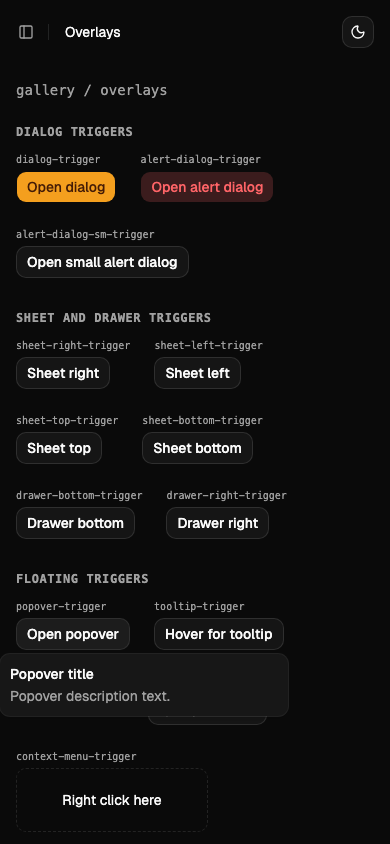 Overlays
gallery / overlays
DIALOG TRIGGERS
dialog-trigger
alert-dialog-trigger
Open dialog
Open alert dialog
alert-dialog-sm-trigger
Open small alert dialog
SHEET AND DRAWER TRIGGERS
sheet-right-trigger
sheet-left-trigger
Sheet right
Sheet left
sheet-top-trigger
sheet-bottom-trigger
Sheet top
Sheet bottom
drawer-bottom-trigger
drawer-right-trigger
Drawer bottom
Drawer right
FLOATING TRIGGERS
popover-trigger
tooltip-trigger
Open popover
Hover for tooltip
Popover title
Popover description text.
context-menu-trigger
Right click here